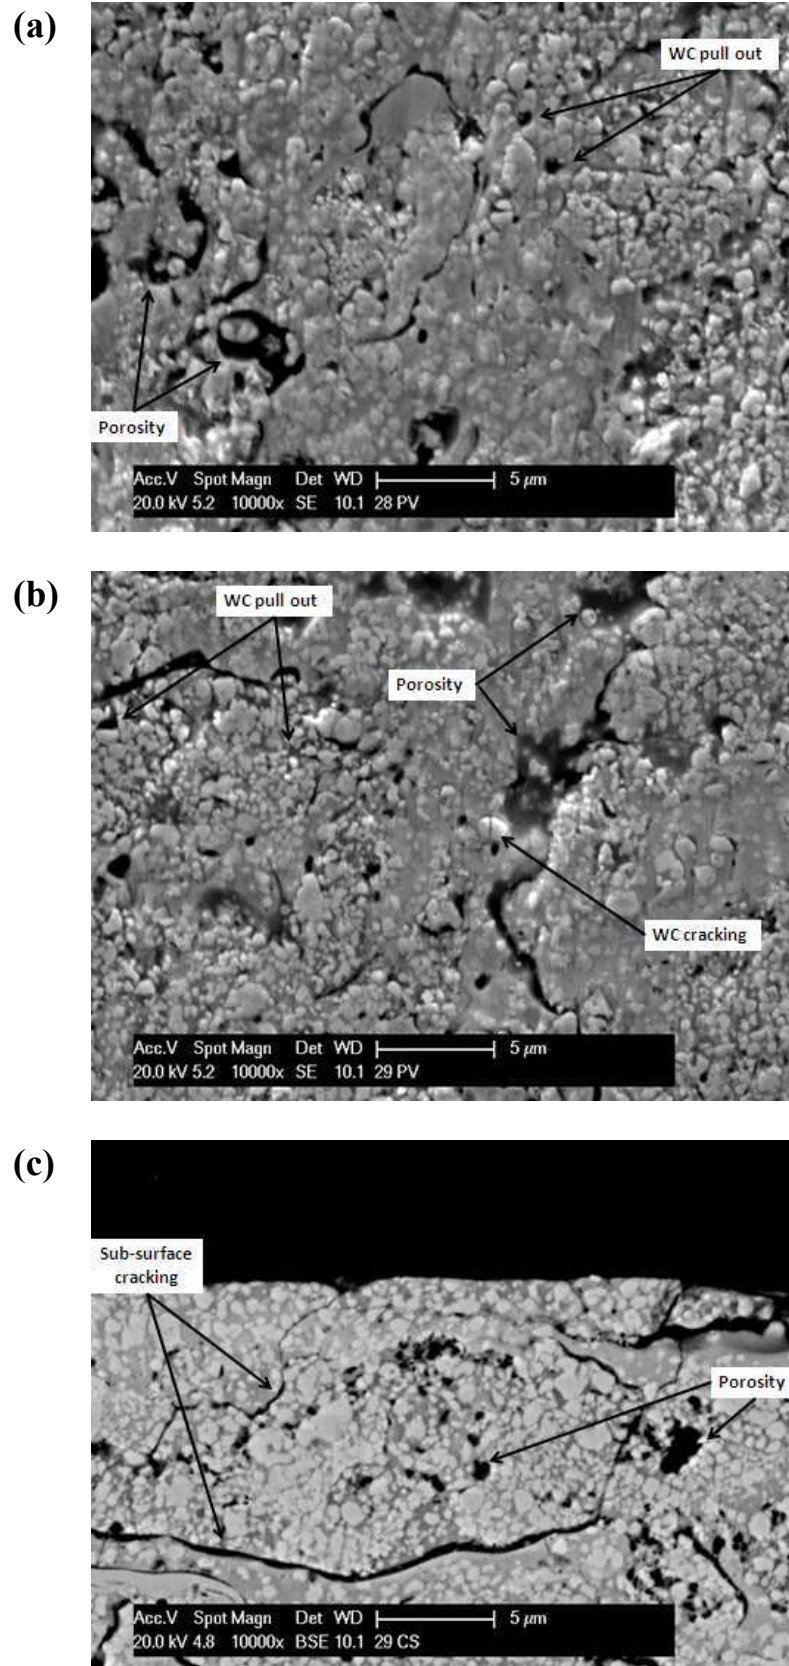 (a)
WC pull out
Porosity
Acc.V Spot Magn Det WD 5 µm
20.0 kV 5.2 10000x SE 10.1 28 PV
(b)
WC pull out
Porosity
WC cracking
Acc.V Spot Magn Det WD 5 µm
20.0 kV 5.2 10000x SE 10.1 29 PV
(c)
Sub-surface
cracking
Porosity
Acc.V Spot Magn Det WD 5 µm
20.0 kV 4.8 10000x BSE 10.1 29 CS